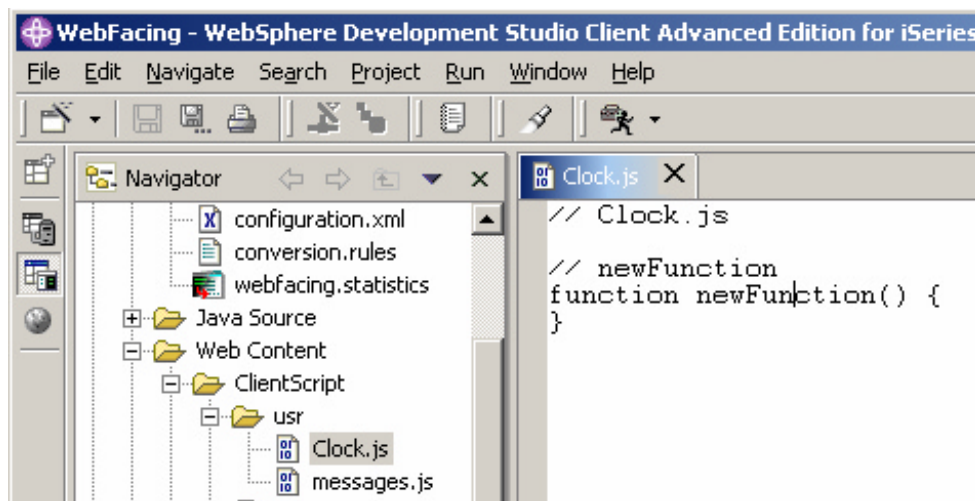 WebFacing - WebSphere Development Studio Client Advanced Edition for iSeries
File Edit Navigate Search Project Run Window Help
Navigator
configuration.xml
conversion.rules
webfacing.statistics
Java Source
Web Content
ClientScript
usr
Clock.js
messages.js
Clock.js
// Clock.js
// newFunction
function newFunction() {
}